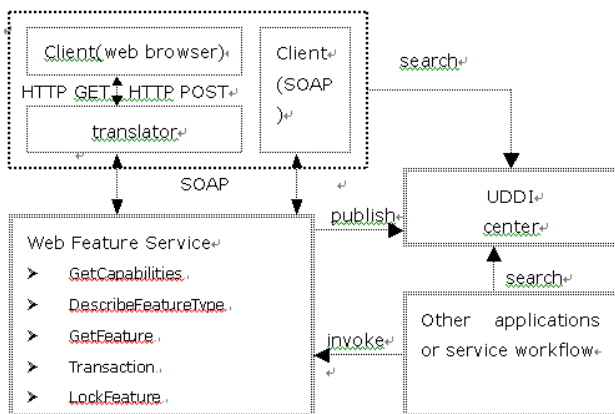 Client(web browser)
HTTP GET HTTP POST
translator
Client
(SOAP
)
search
SOAP
UDDI
center
publish
search
Web Feature Service
➤ GetCapabilities
➤ DescribeFeatureType
➤ GetFeature
➤ Transaction
➤ LockFeature
invoke
Other applications
or service workflow